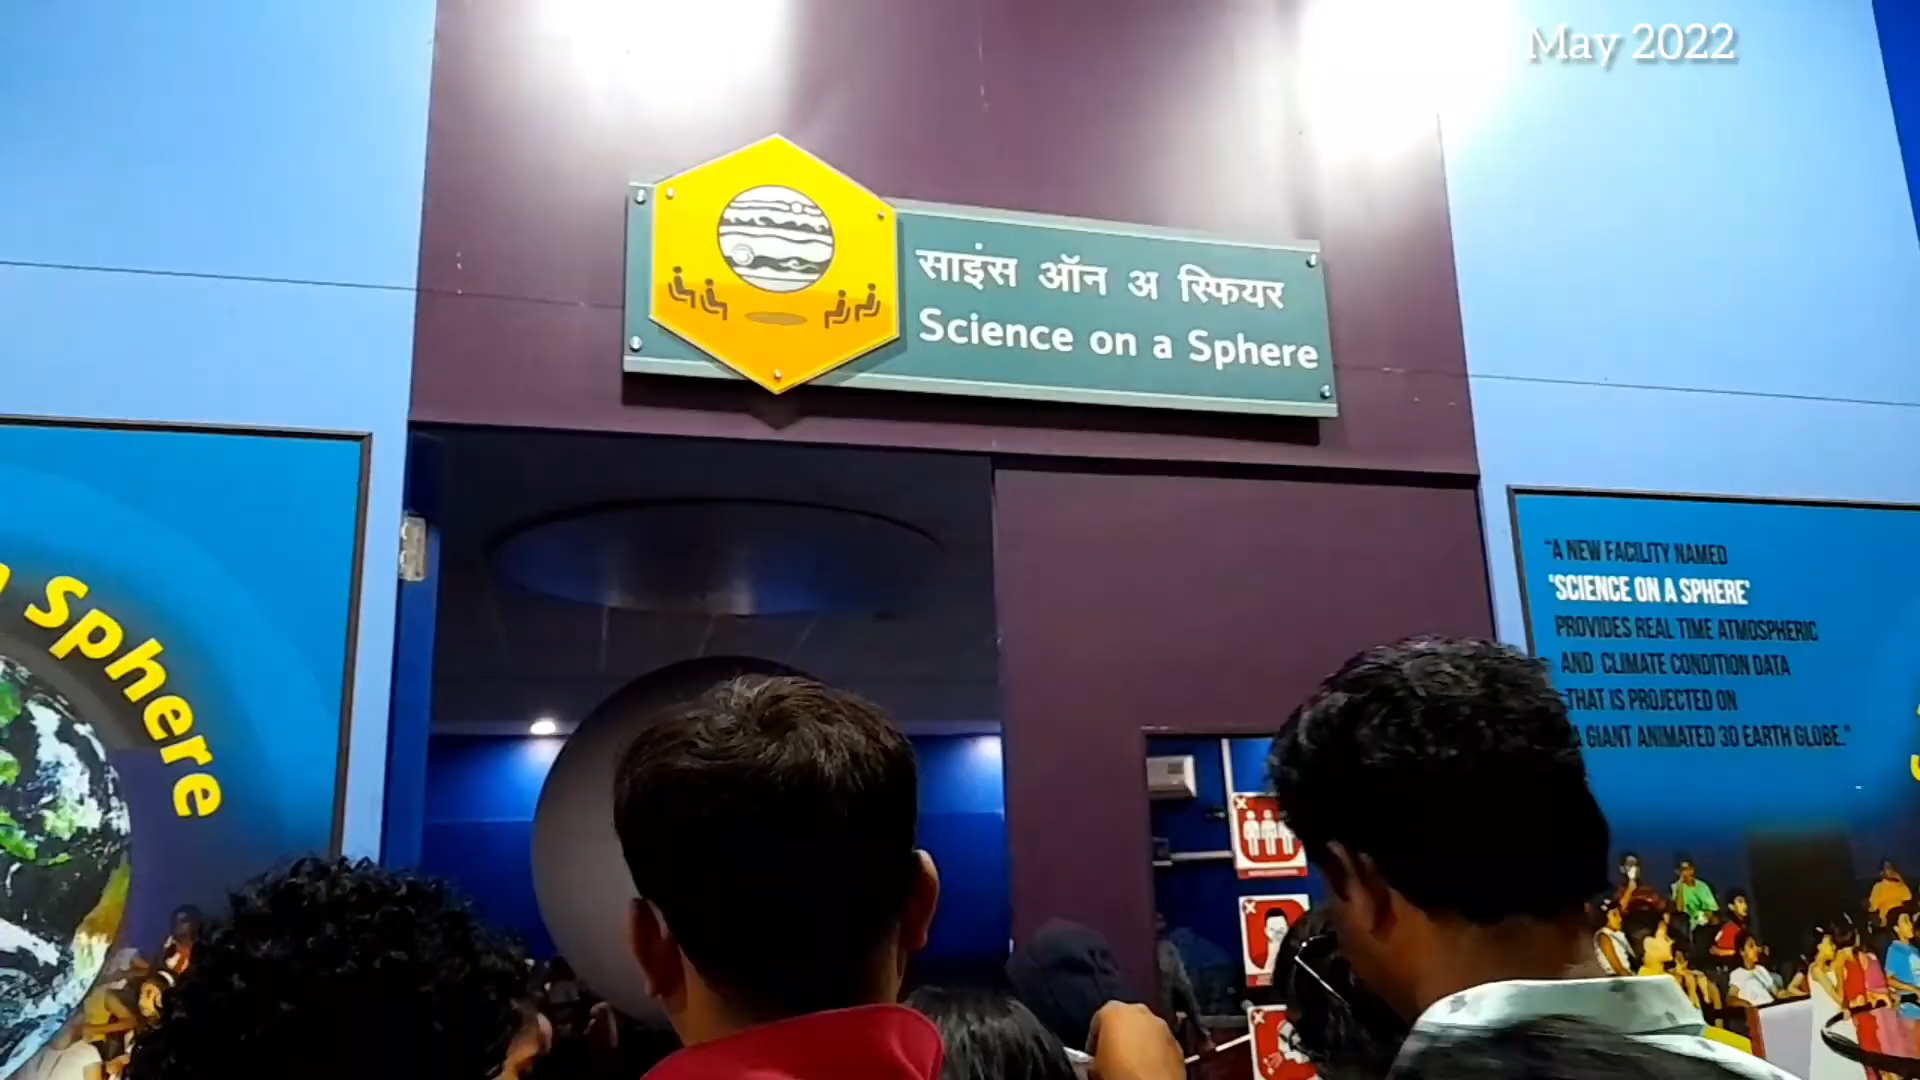 May 2022
साइंस ऑन अ स्फियर
Science on a Sphere
Sphere
"A NEW FACILITY NAMED
'SCIENCE ON A SPHERE'
PROVIDES REAL TIME ATMOSPHERIC
AND CLIMATE CONDITION DATA
THAT IS PROJECTED ON
A GIANT ANIMATED 3D EARTH GLOBE."